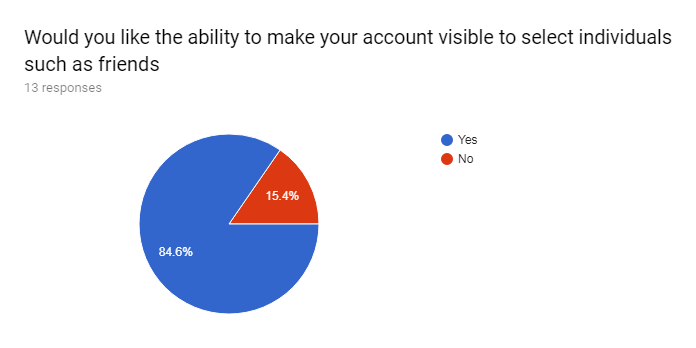 Would you like the ability to make your account visible to select individuals
such as friends
13 responses
Yes
No
15.4%
84.6%